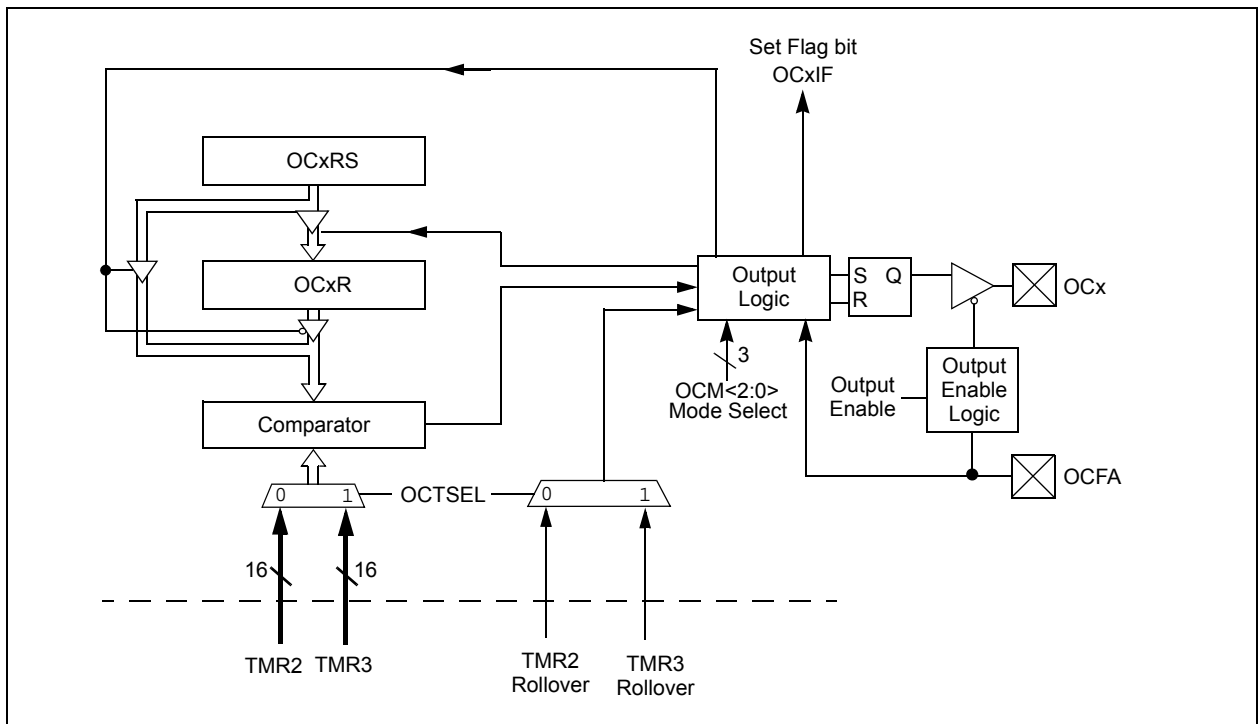 Set Flag bit
OCxIF
OCxRS
OCxR
Output
Logic
S Q
R
OCx
3
OCM<2:0>
Mode Select
Output
Enable
Output
Enable
Logic
Comparator
OCFA
0 1
OCTSEL
0 1
16
16
TMR2
TMR3
TMR2
Rollover
TMR3
Rollover